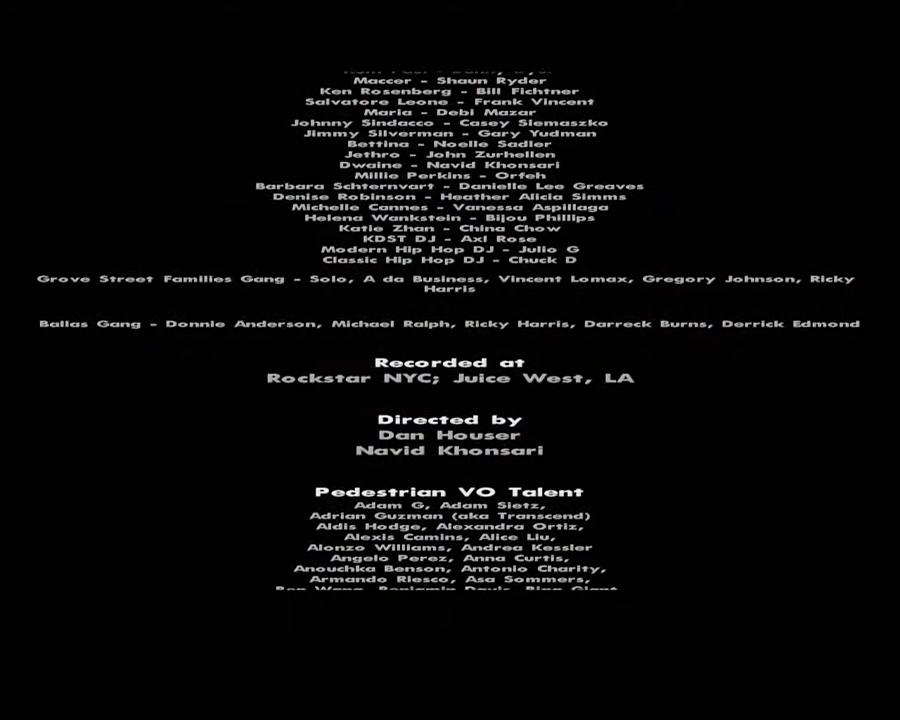 Maccer - Shaun Ryder
Ken Rosenberg - Bill Fichtner
Salvatore Leone - Frank Vincent
Maria - Debi Mazar
Johnny Sindacco - Casey Siemaszko
Jimmy Silverman - Gary Yudman
Bettina - Noelle Sadler
Jethro - John Zurhellen
Dwaine - Navid Khonsari
Millie Perkins - Orfeh
Barbara Schternvart - Danielle Lee Greaves
Denise Robinson - Heather Alicia Simms
Michelle Cannes - Vanessa Aspillaga
Helena Wankstein - Bijou Phillips
Katie Zhan - China Chow
KDST DJ - Axl Rose
Modern Hip Hop DJ - Julio G
Classic Hip Hop DJ - Chuck D
Grove Street Families Gang - Solo, A da Business, Vincent Lomax, Gregory Johnson, Ricky
Harris
Ballas Gang - Donnie Anderson, Michael Ralph, Ricky Harris, Darreck Burns, Derrick Edmond
Recorded at
Rockstar NYC; Juice West, LA
Directed by
Dan Houser
Navid Khonsari
Pedestrian VO Talent
Adam G, Adam Sietz,
Adrian Guzman (aka Transcend)
Aldis Hodge, Alexandra Ortiz,
Alexis Camins, Alice Liu,
Alonzo Williams, Andrea Kessler
Angelo Perez, Anna Curtis,
Anouchka Benson, Antonio Charity,
Armando Riesco, Asa Sommers,